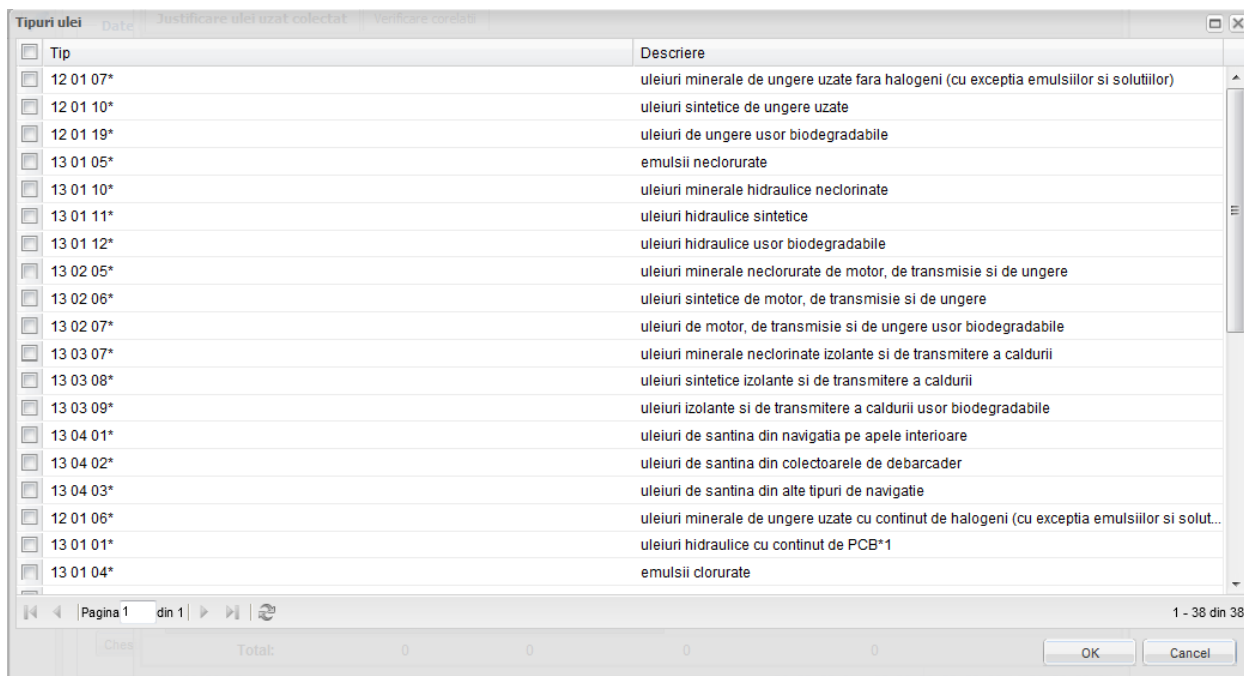 Tipuri ulei Date Justificare ulei uzat colectat Verificare corelatii
Tip Descriere
12 01 07* uleiuri minerale de ungere uzate fara halogeni (cu exceptia emulsiilor si solutiilor)
12 01 10* uleiuri sintetice de ungere uzate
12 01 19* uleiuri de ungere usor biodegradabile
13 01 05* emulsii neclorurate
13 01 10* uleiuri minerale hidraulice neclorinate
13 01 11* uleiuri hidraulice sintetice
13 01 12* uleiuri hidraulice usor biodegradabile
13 02 05* uleiuri minerale neclorurate de motor, de transmisie si de ungere
13 02 06* uleiuri sintetice de motor, de transmisie si de ungere
13 02 07* uleiuri de motor, de transmisie si de ungere usor biodegradabile
13 03 07* uleiuri minerale neclorinate izolante si de transmitere a caldurii
13 03 08* uleiuri sintetice izolante si de transmitere a caldurii
13 03 09* uleiuri izolante si de transmitere a caldurii usor biodegradabile
13 04 01* uleiuri de santina din navigatia pe apele interioare
13 04 02* uleiuri de santina din colectoarele de debarcader
13 04 03* uleiuri de santina din alte tipuri de navigatie
12 01 06* uleiuri minerale de ungere uzate cu continut de halogeni (cu exceptia emulsiilor si solut...
13 01 01* uleiuri hidraulice cu continut de PCB*1
13 01 04* emulsii clorurate
Pagina 1 din 1 1 - 38 din 38
Ches Total: 0 0 0 0 OK Cancel